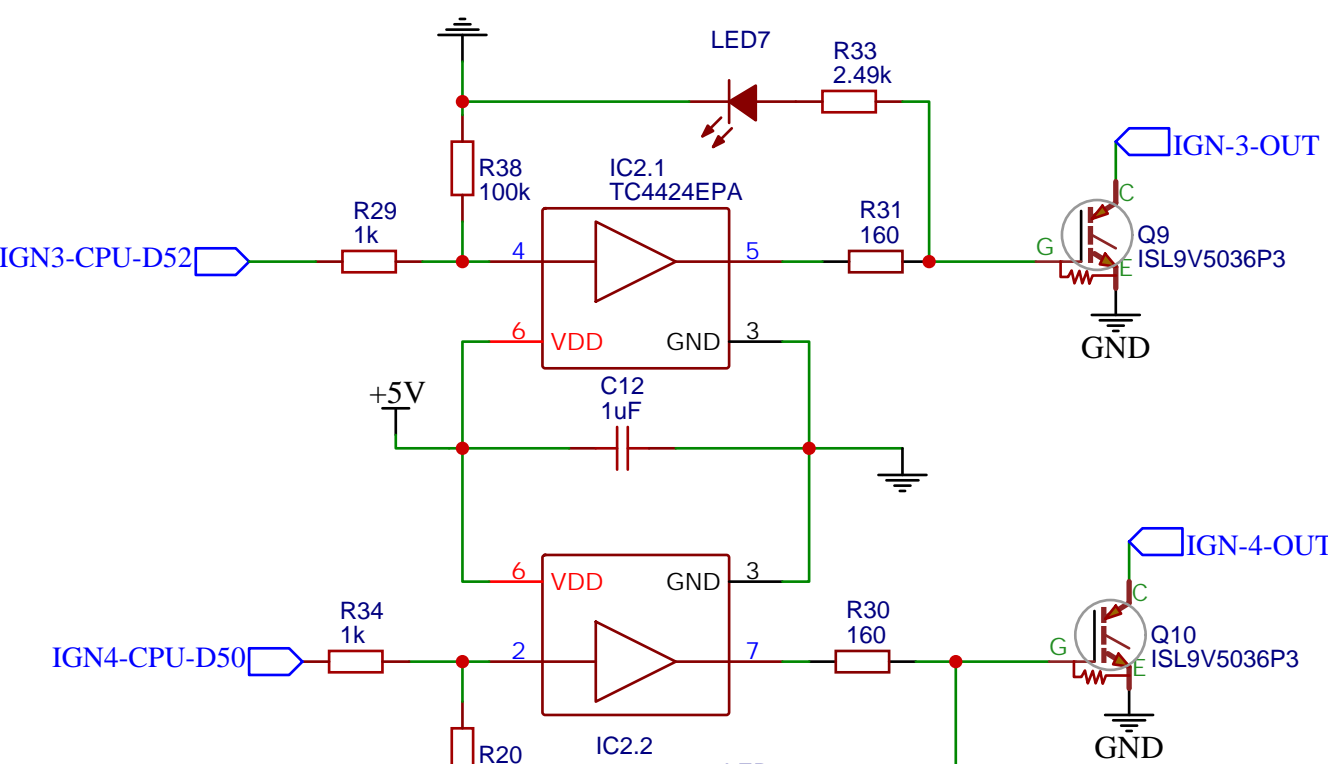 LED7
R33
2.49k
IGN-3-OUT
R38
100k
IC2.1
TC4424EPA
C
R29
1k
R31
160
IGN3-CPU-D52
4
5
G
Q9
ISL9V5036P3
E
6
VDD
GND
3
GND
+5V
C12
1uF
IGN-4-OUT
6
VDD
GND
3
C
R34
1k
R30
160
IGN4-CPU-D50
2
7
G
Q10
ISL9V5036P3
E
R20
IC2.2
GND